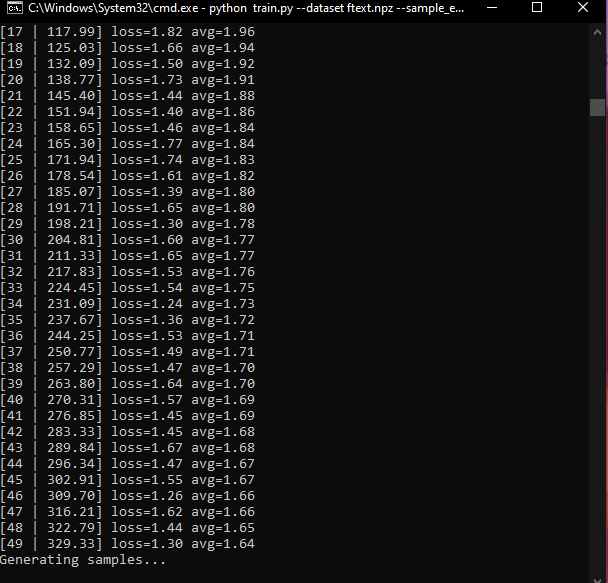 C:\Windows\System32\cmd.exe - python  train.py --dataset ftext.npz --sample_e...
[17 | 117.99] loss=1.82 avg=1.96
[18 | 125.03] loss=1.66 avg=1.94
[19 | 132.09] loss=1.50 avg=1.92
[20 | 138.77] loss=1.73 avg=1.91
[21 | 145.40] loss=1.44 avg=1.88
[22 | 151.94] loss=1.40 avg=1.86
[23 | 158.65] loss=1.46 avg=1.84
[24 | 165.30] loss=1.77 avg=1.84
[25 | 171.94] loss=1.74 avg=1.83
[26 | 178.54] loss=1.61 avg=1.82
[27 | 185.07] loss=1.39 avg=1.80
[28 | 191.71] loss=1.65 avg=1.80
[29 | 198.21] loss=1.30 avg=1.78
[30 | 204.81] loss=1.60 avg=1.77
[31 | 211.33] loss=1.65 avg=1.77
[32 | 217.83] loss=1.53 avg=1.76
[33 | 224.45] loss=1.54 avg=1.75
[34 | 231.09] loss=1.24 avg=1.73
[35 | 237.67] loss=1.36 avg=1.72
[36 | 244.25] loss=1.53 avg=1.71
[37 | 250.77] loss=1.49 avg=1.71
[38 | 257.29] loss=1.47 avg=1.70
[39 | 263.80] loss=1.64 avg=1.70
[40 | 270.31] loss=1.57 avg=1.69
[41 | 276.85] loss=1.45 avg=1.69
[42 | 283.33] loss=1.45 avg=1.68
[43 | 289.84] loss=1.67 avg=1.68
[44 | 296.34] loss=1.47 avg=1.67
[45 | 302.91] loss=1.55 avg=1.67
[46 | 309.70] loss=1.26 avg=1.66
[47 | 316.21] loss=1.62 avg=1.66
[48 | 322.79] loss=1.44 avg=1.65
[49 | 329.33] loss=1.30 avg=1.64
Generating samples...